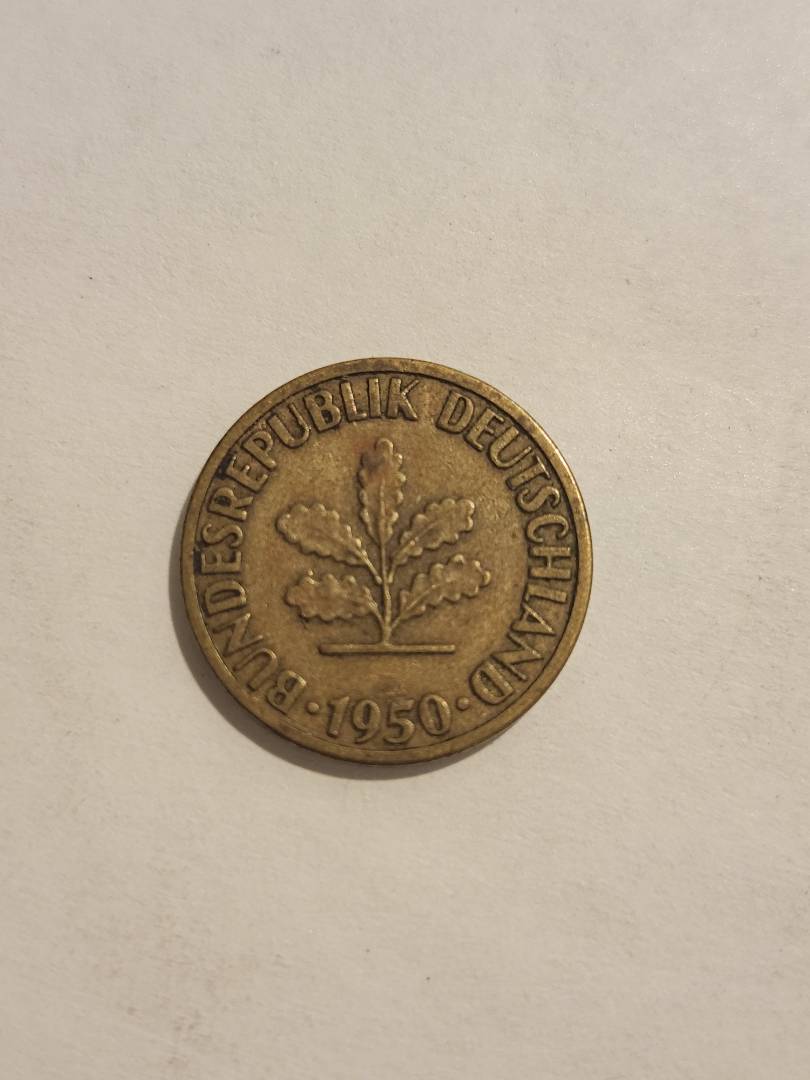 BUNDESREPUBLIK DEUTSCHLAND
· 1950 ·